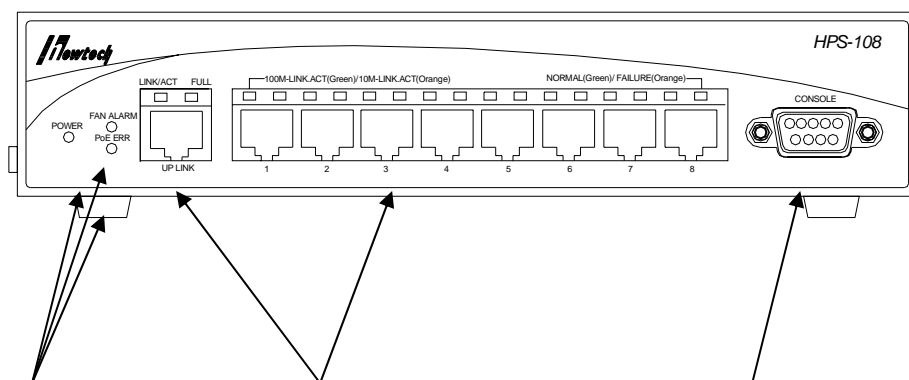 Howtech
HPS-108
LINK/ACT FULL
100M-LINK.ACT(Green)/10M-LINK.ACT(Orange)
NORMAL(Green)/ FAILURE(Orange)
CONSOLE
FAN ALARM
POWER
PoE ERR
UP LINK
1 2 3 4 5 6 7 8